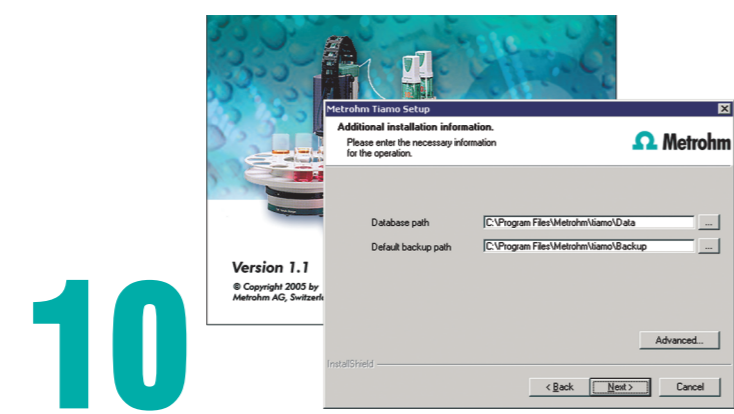 Metrohm Tiamo Setup
Additional installation information.
Please enter the necessary information
for the operation.
Metrohm
Database path C:\Program Files\Metrohm\tiamo\Data ...
Default backup path C:\Program Files\Metrohm\tiamo\Backup ...
Version 1.1
© Copyright 2005 by
Metrohm AG,
10
Advanced...
InstallShield
< Back Next > Cancel